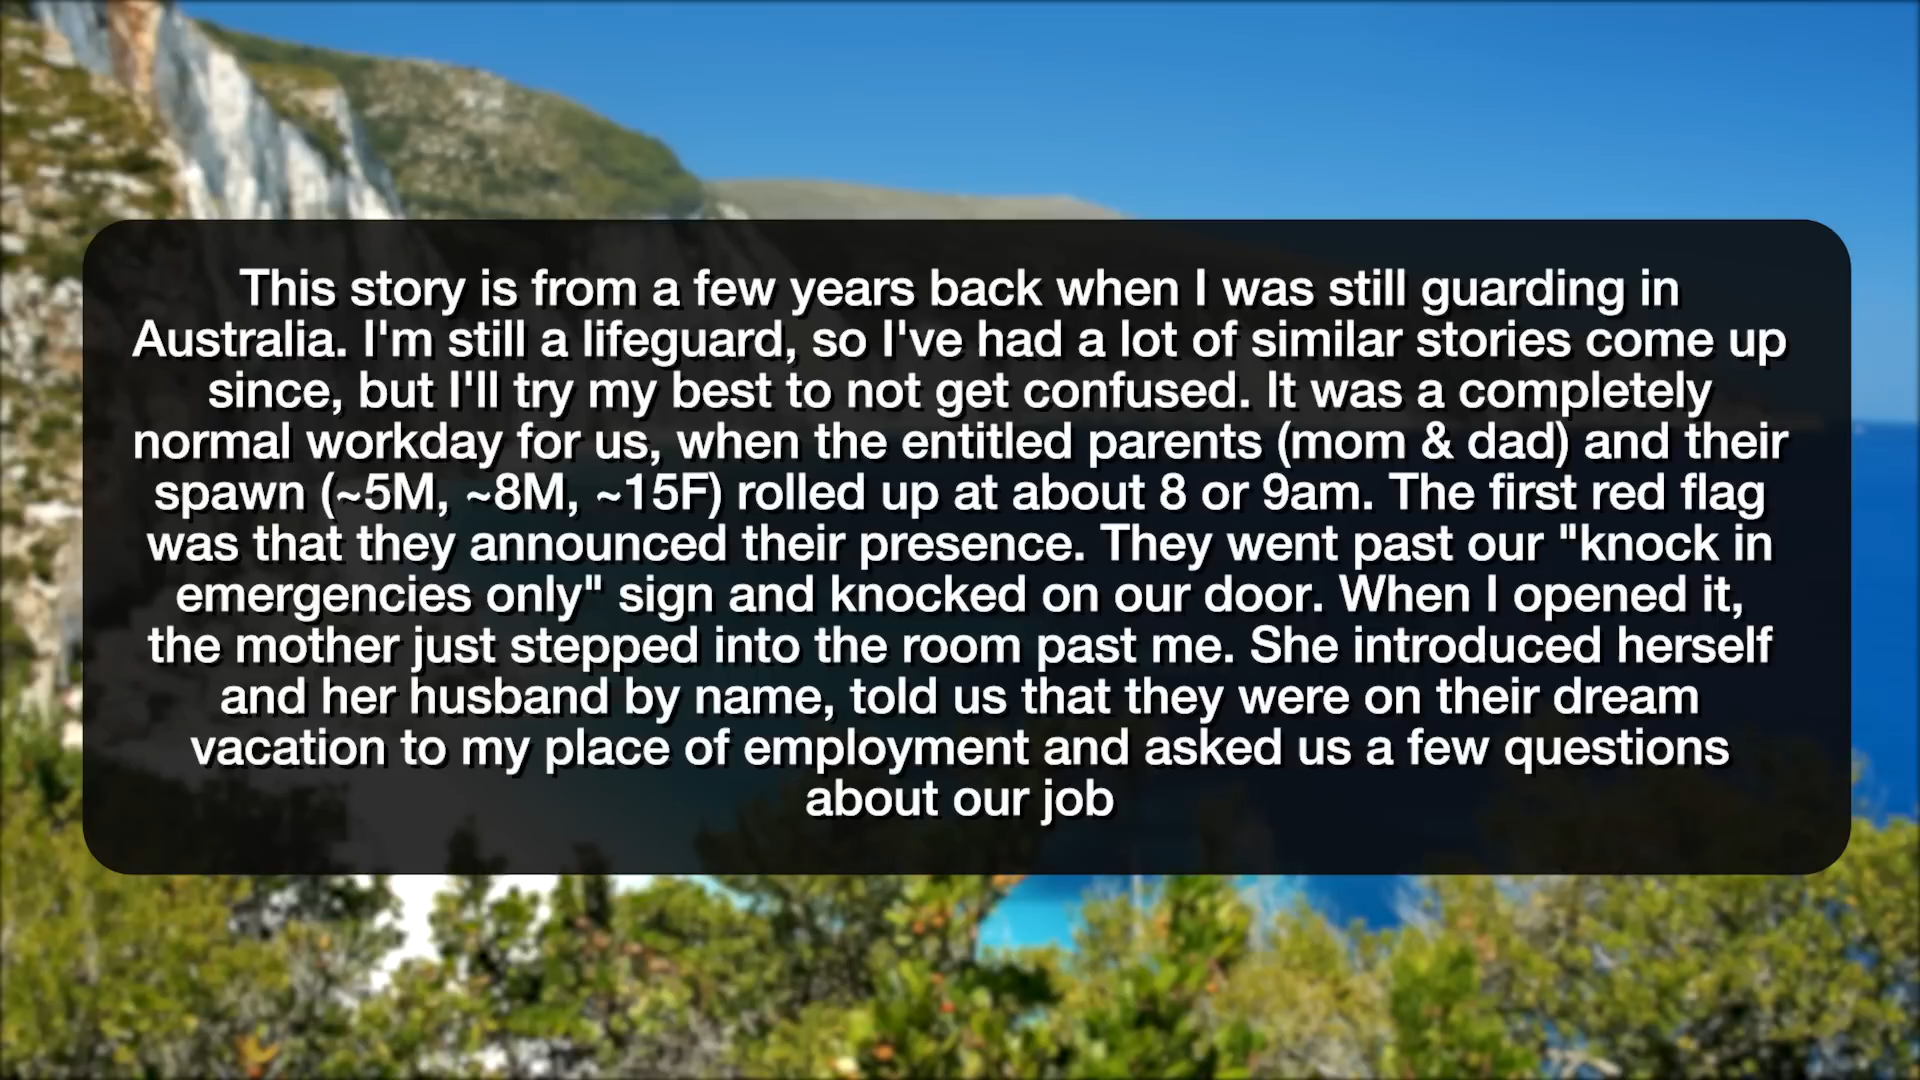 This story is from a few years back when I was still guarding in
Australia. I'm still a lifeguard, so I've had a lot of similar stories come up
since, but I'll try my best to not get confused. It was a completely
normal workday for us, when the entitled parents (mom & dad) and their
spawn (~5M, ~8M, ~15F) rolled up at about 8 or 9am. The first red flag
was that they announced their presence. They went past our "knock in
emergencies only" sign and knocked on our door. When I opened it,
the mother just stepped into the room past me. She introduced herself
and her husband by name, told us that they were on their dream
vacation to my place of employment and asked us a few questions
about our job